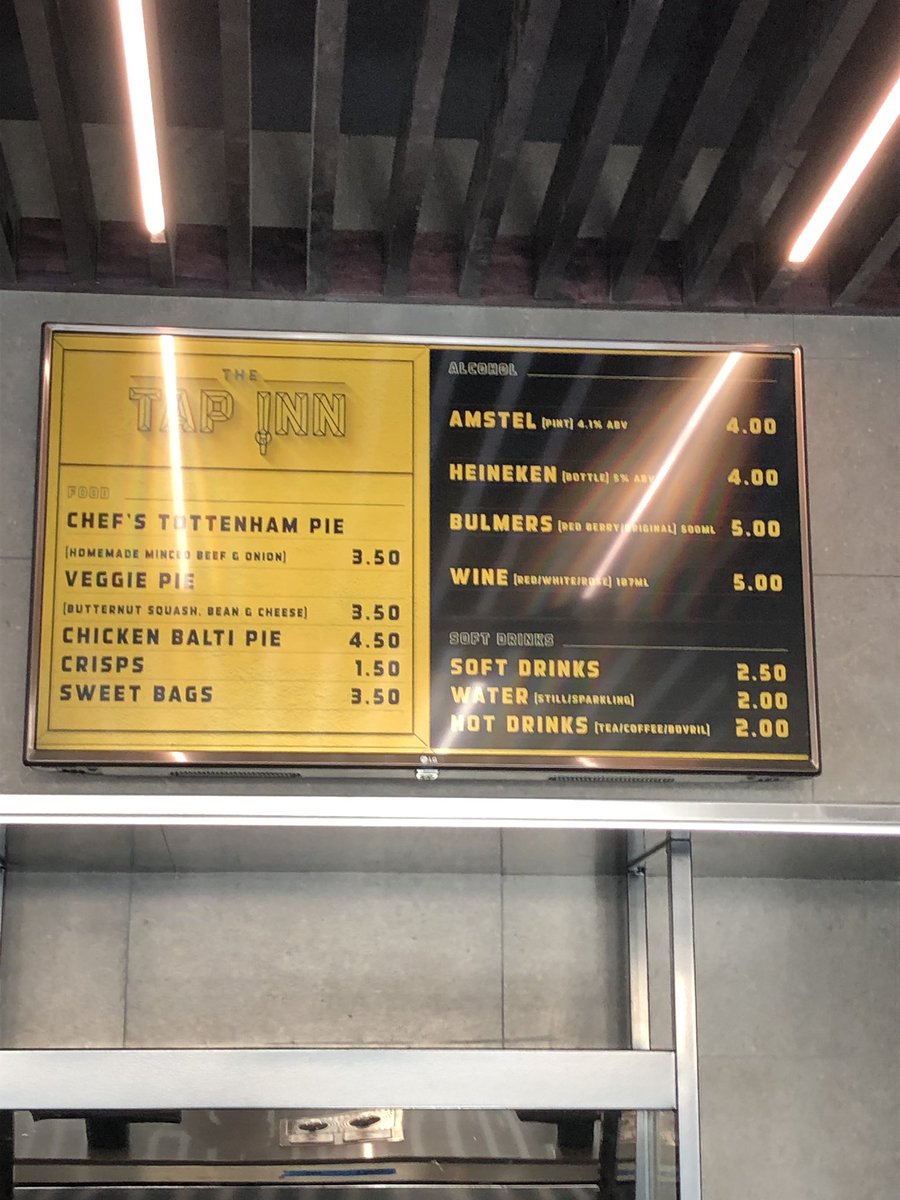 THE
TAP INN
FOOD
CHEF'S TOTTENHAM PIE
[HOMEMADE MINCED BEEF & ONION] 3.50
VEGGIE PIE
[BUTTERNUT SQUASH, BEAN & CHEESE] 3.50
CHICKEN BALTI PIE 4.50
CRISPS 1.50
SWEET BAGS 3.50
ALCOHOL
AMSTEL [PINT] 4.1% ABV 4.00
HEINEKEN [BOTTLE] 5% ABV 4.00
BULMERS [RED BERRY/ORIGINAL] 500ML 5.00
WINE [RED/WHITE/ROSE] 187ML 5.00
SOFT DRINKS
SOFT DRINKS 2.50
WATER [STILL/SPARKLING] 2.00
HOT DRINKS [TEA/COFFEE/BOVRIL] 2.00
LG